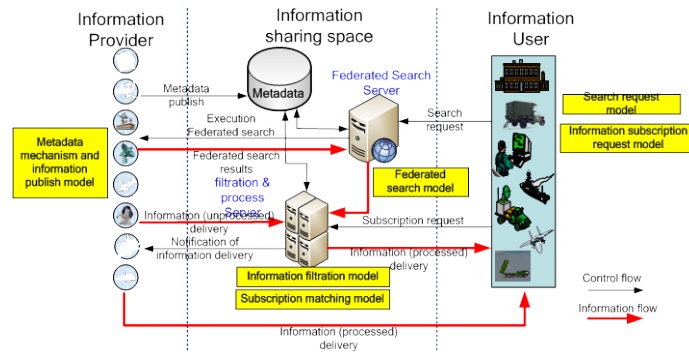 Information
Provider
Information
sharing space
Information
User
Federated Search
Server
Metadata
publish
Metadata
Execution
Federated search
Search
request
Search request
model
Information subscription
request model
Metadata
mechanism and
information
publish model
Federated search
results
filtration &
process
Server
Federated
search model
Information (unprocessed)
delivery
Subscription request
Notification of
information delivery
Information (processed)
delivery
Information filtration model
Subscription matching model
Control flow
Information flow
Information (processed)
delivery